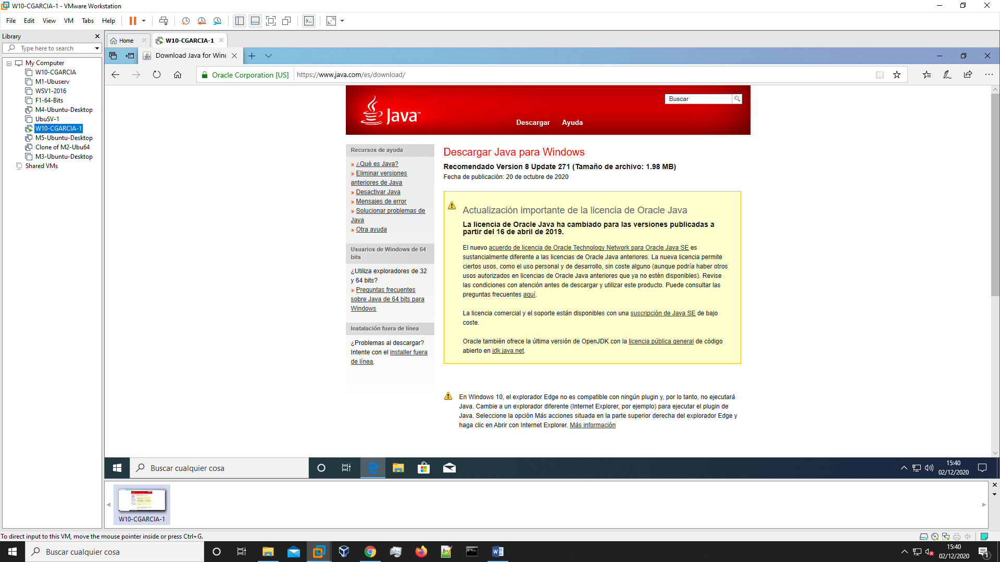 W10-CGARCIA-1 - VMware Workstation
File Edit View VM Tabs Help
Library
Type here to search
My Computer
W10-CGARCIA
M1-Ubuserv
WSV1-2016
F1-64-Bits
M4-Ubuntu-Desktop
UbuSV-1
W10-CGARCIA-1
M5-Ubuntu-Desktop
Clone of M2-Ubu64
M3-Ubuntu-Desktop
Shared VMs
Home
W10-CGARCIA-1
Download Java for Winc
Oracle Corporation [US]
https://www.java.com/es/download/
Java™
Buscar
Descargar Ayuda
Recursos de ayuda
» ¿Qué es Java?
» Eliminar versiones
anteriores de Java
» Desactivar Java
» Mensajes de error
» Solucionar problemas de
Java
» Otra ayuda
Usuarios de Windows de 64
bits
¿Utiliza exploradores de 32
y 64 bits?
» Preguntas frecuentes
sobre Java de 64 bits para
Windows
Instalación fuera de línea
¿Problemas al descargar?
Intente con el installer fuera
de línea.
Descargar Java para Windows
Recomendado Version 8 Update 271 (Tamaño de archivo: 1.98 MB)
Fecha de publicación: 20 de octubre de 2020
Actualización importante de la licencia de Oracle Java
La licencia de Oracle Java ha cambiado para las versiones publicadas a
partir del 16 de abril de 2019.
El nuevo acuerdo de licencia de Oracle Technology Network para Oracle Java SE es
sustancialmente diferente a las licencias de Oracle Java anteriores. La nueva licencia permite
ciertos usos, como el uso personal y de desarrollo, sin coste alguno (aunque podría haber otros
usos autorizados en licencias de Oracle Java anteriores que ya no estén disponibles). Revise
las condiciones con atención antes de descargar y utilizar este producto. Puede consultar las
preguntas frecuentes aquí.
La licencia comercial y el soporte están disponibles con una suscripción de Java SE de bajo
coste.
Oracle también ofrece la última versión de OpenJDK con la licencia pública general de código
abierto en jdk.java.net.
En Windows 10, el explorador Edge no es compatible con ningún plugin y, por lo tanto, no ejecutará
Java. Cambie a un explorador diferente (Internet Explorer, por ejemplo) para ejecutar el plugin de
Java. Seleccione la opción Más acciones situada en la parte superior derecha del explorador Edge y
haga clic en Abrir con Internet Explorer. Más información
Buscar cualquier cosa
15:40
02/12/2020
W10-CGARCIA-1
To direct input to this VM, move the mouse pointer inside or press Ctrl+G.
Buscar cualquier cosa
15:40
02/12/2020
1